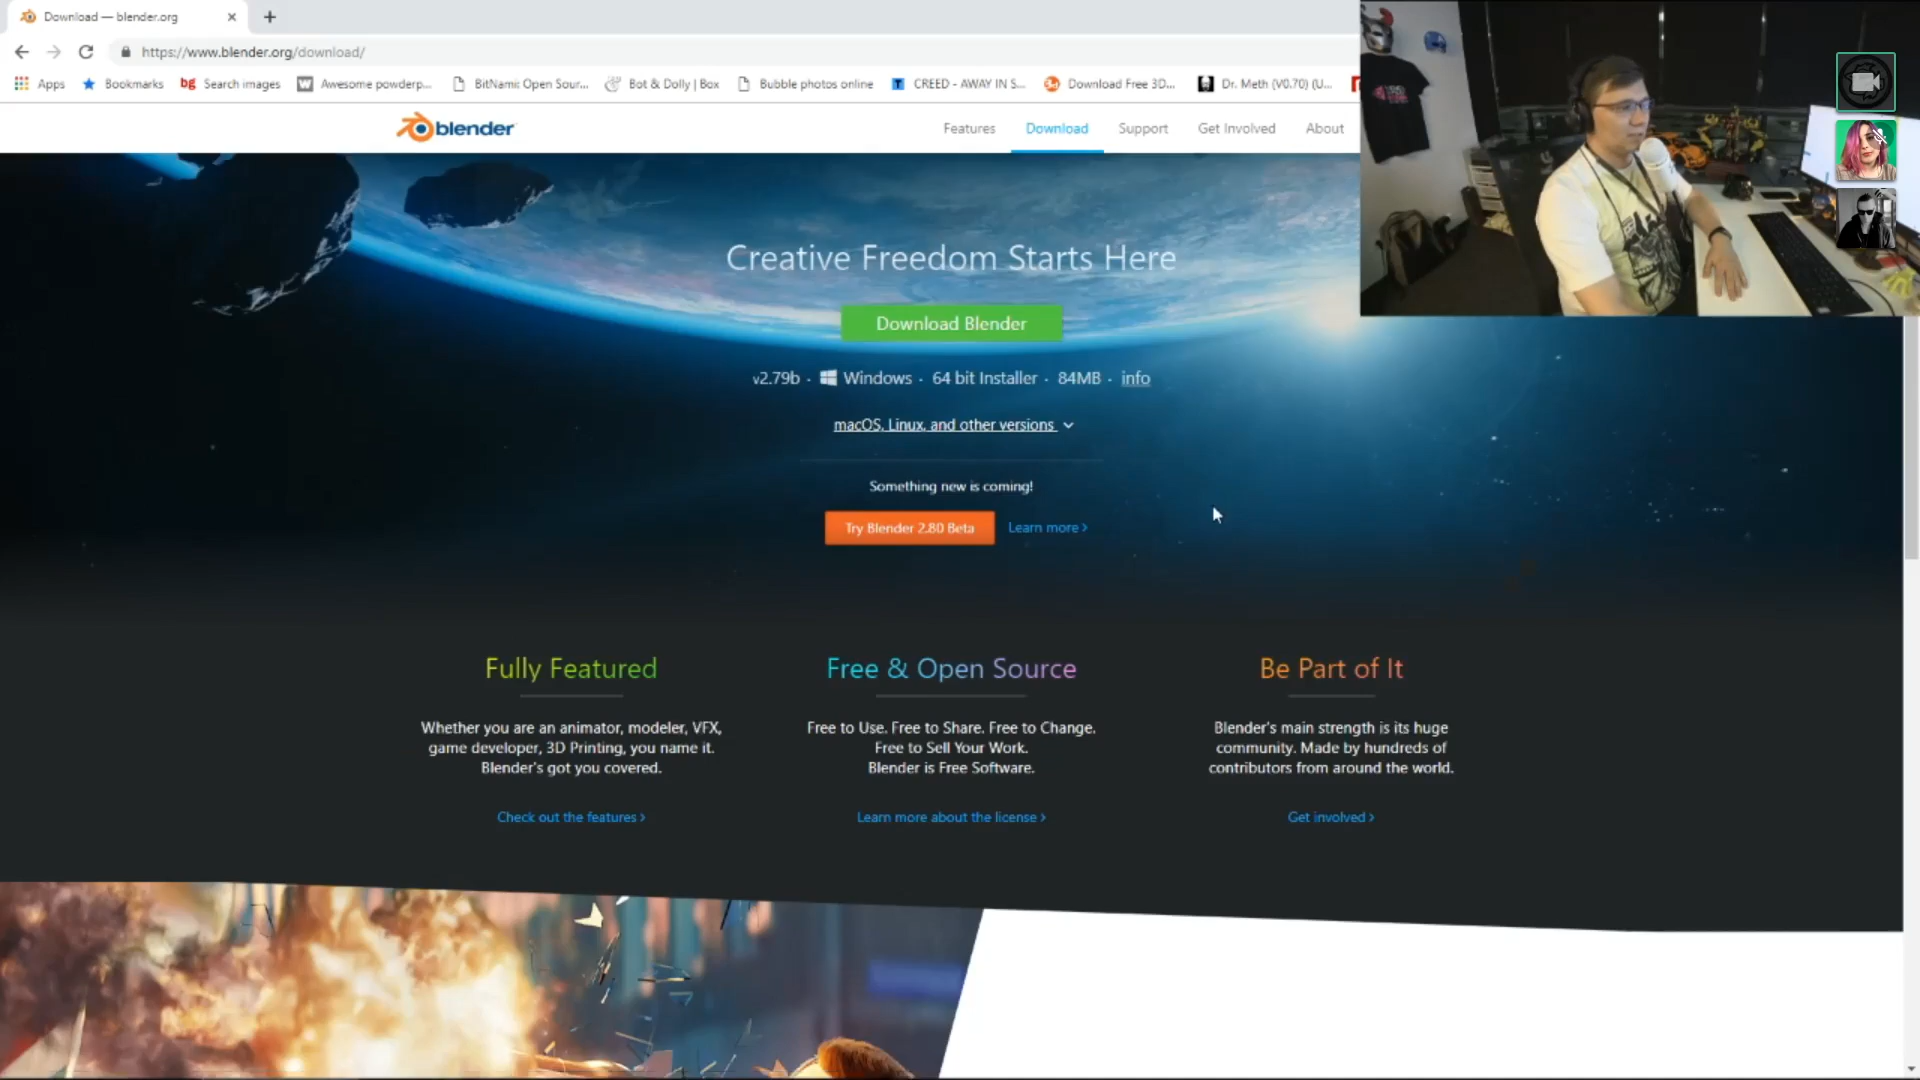 Download — blender.org
https://www.blender.org/download/
Apps
Bookmarks
bg
Search images
W
Awesome powderp...
BitNami: Open Sour...
Bot & Dolly | Box
Bubble photos online
T
CREED - AWAY IN S...
Download Free 3D...
Dr. Meth (V0.70) (U...
blender
Features
Download
Support
Get Involved
About
Creative Freedom Starts Here
Download Blender
v2.79b · Windows · 64 bit Installer · 84MB · info
macOS, Linux, and other versions
Something new is coming!
Try Blender 2.80 Beta
Learn more ›
Fully Featured
Whether you are an animator, modeler, VFX,
game developer, 3D Printing, you name it.
Blender's got you covered.
Check out the features ›
Free & Open Source
Free to Use. Free to Share. Free to Change.
Free to Sell Your Work.
Blender is Free Software.
Learn more about the license ›
Be Part of It
Blender's main strength is its huge
community. Made by hundreds of
contributors from around the world.
Get involved ›